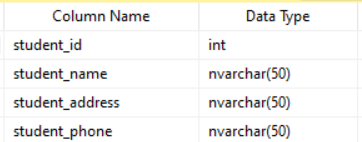 Column Name Data Type
student_id int
student_name nvarchar(50)
student_address nvarchar(50)
student_phone nvarchar(50)